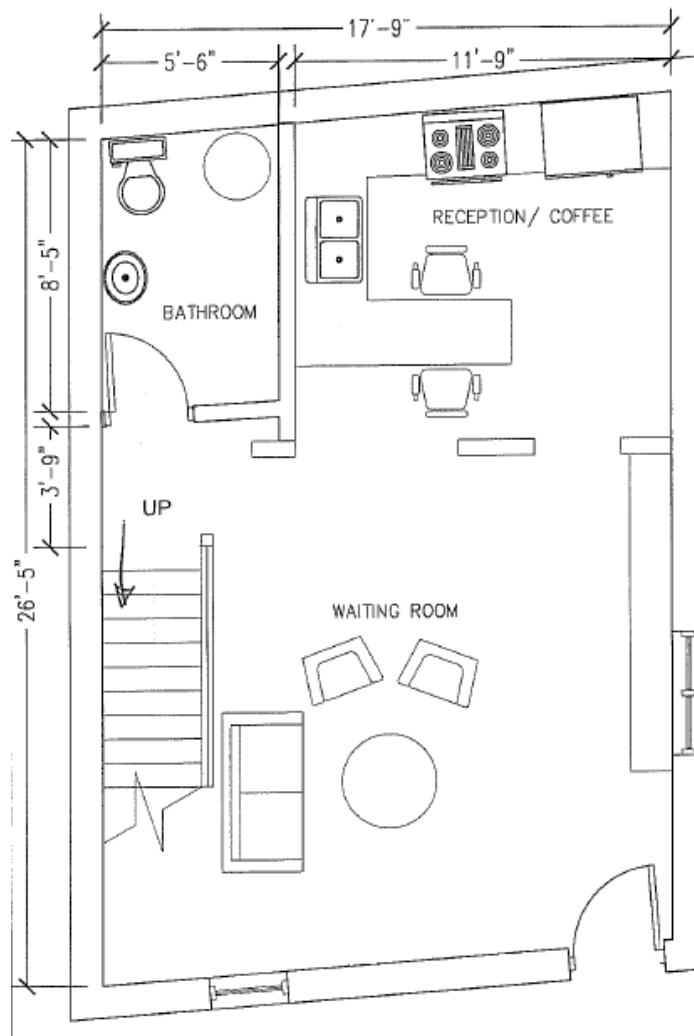 17'-9"
5'-6"
11'-9"
RECEPTION/ COFFEE
8'-5"
BATHROOM
3'-9"
UP
26'-5"
WAITING ROOM